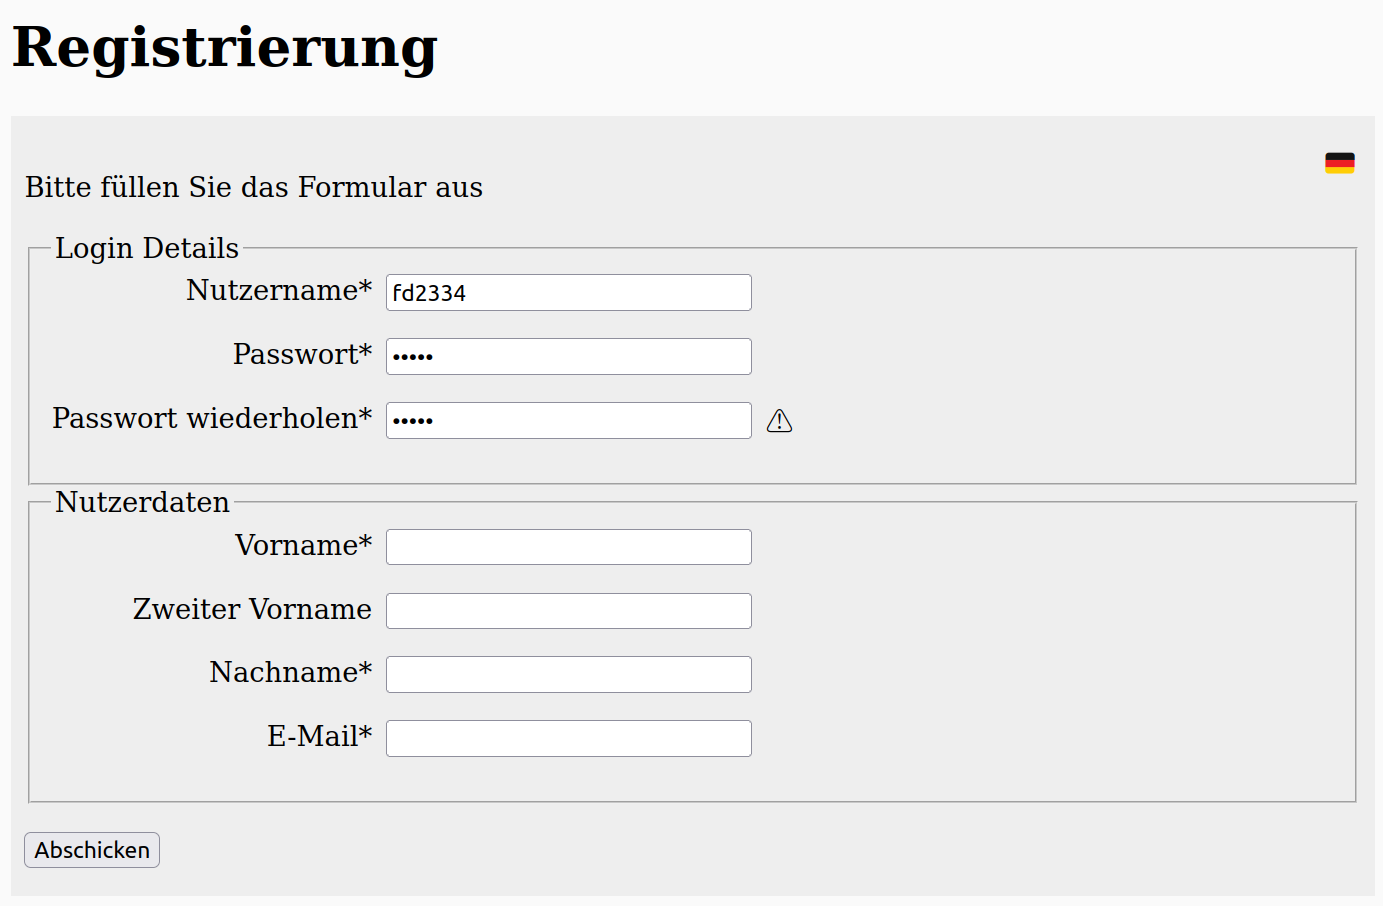 Registrierung
Bitte füllen Sie das Formular aus
Login Details
Nutzername* fd2334
Passwort* •••••
Passwort wiederholen* ••••• ⚠
Nutzerdaten
Vorname*
Zweiter Vorname
Nachname*
E-Mail*
Abschicken